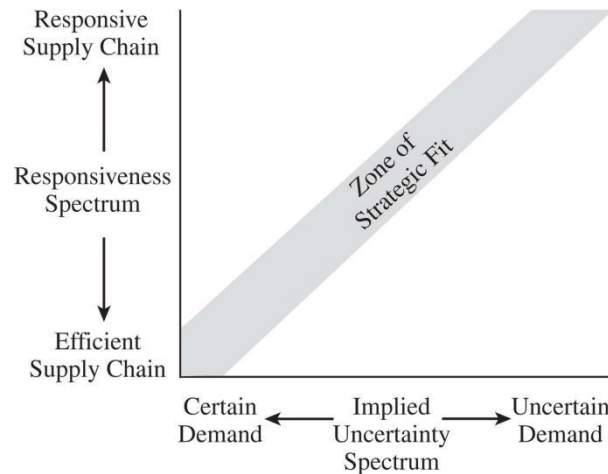 Responsive
Supply Chain
Responsiveness
Spectrum
Efficient
Supply Chain
Zone of
Strategic Fit
Certain
Demand
Implied
Uncertainty
Spectrum
Uncertain
Demand